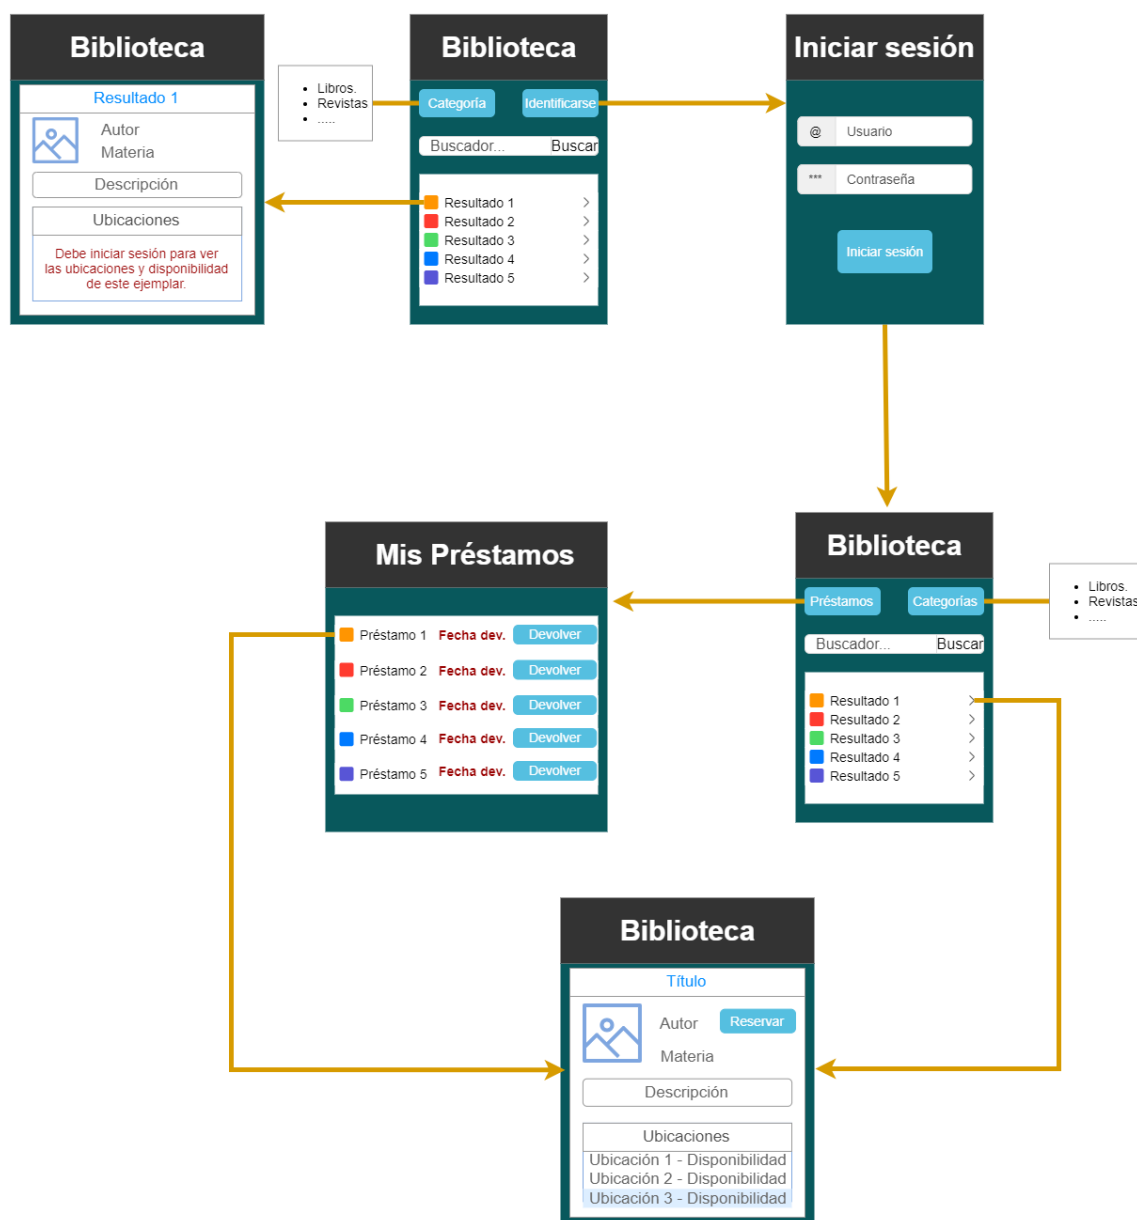 Biblioteca
Resultado 1
Autor
Materia
Descripción
Ubicaciones
Debe iniciar sesión para ver
las ubicaciones y disponibilidad
de este ejemplar.
• Libros.
• Revistas
• .....
Biblioteca
Categoría Identificarse
Buscador... Buscar
Resultado 1
Resultado 2
Resultado 3
Resultado 4
Resultado 5
Iniciar sesión
@ Usuario
*** Contraseña
Iniciar sesión
Mis Préstamos
Préstamo 1 Fecha dev. Devolver
Préstamo 2 Fecha dev. Devolver
Préstamo 3 Fecha dev. Devolver
Préstamo 4 Fecha dev. Devolver
Préstamo 5 Fecha dev. Devolver
Biblioteca
Préstamos Categorías
Buscador... Buscar
Resultado 1
Resultado 2
Resultado 3
Resultado 4
Resultado 5
• Libros.
• Revistas
• .....
Biblioteca
Título
Autor Reservar
Materia
Descripción
Ubicaciones
Ubicación 1 - Disponibilidad
Ubicación 2 - Disponibilidad
Ubicación 3 - Disponibilidad